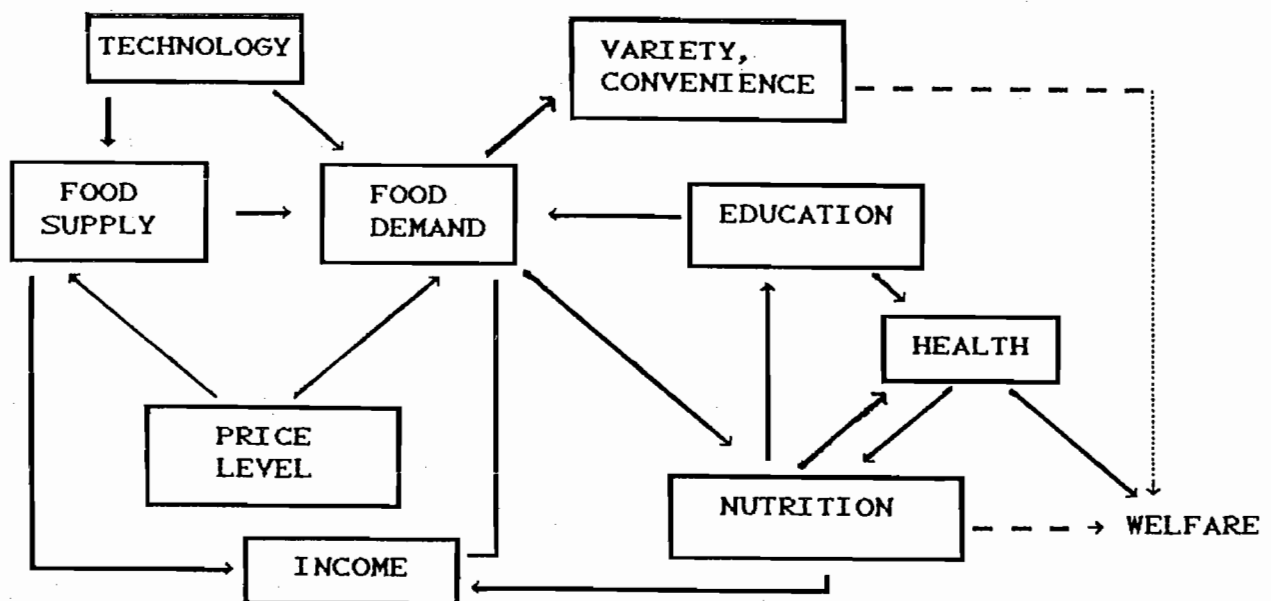 TECHNOLOGY
VARIETY,
CONVENIENCE
FOOD
SUPPLY
FOOD
DEMAND
EDUCATION
HEALTH
PRICE
LEVEL
NUTRITION
WELFARE
INCOME